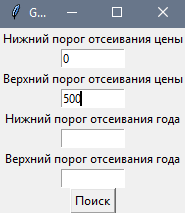 G...
Нижний порог отсеивания цены
0
Верхний порог отсеивания цены
500
Нижний порог отсеивания года
Верхний порог отсеивания года
Поиск